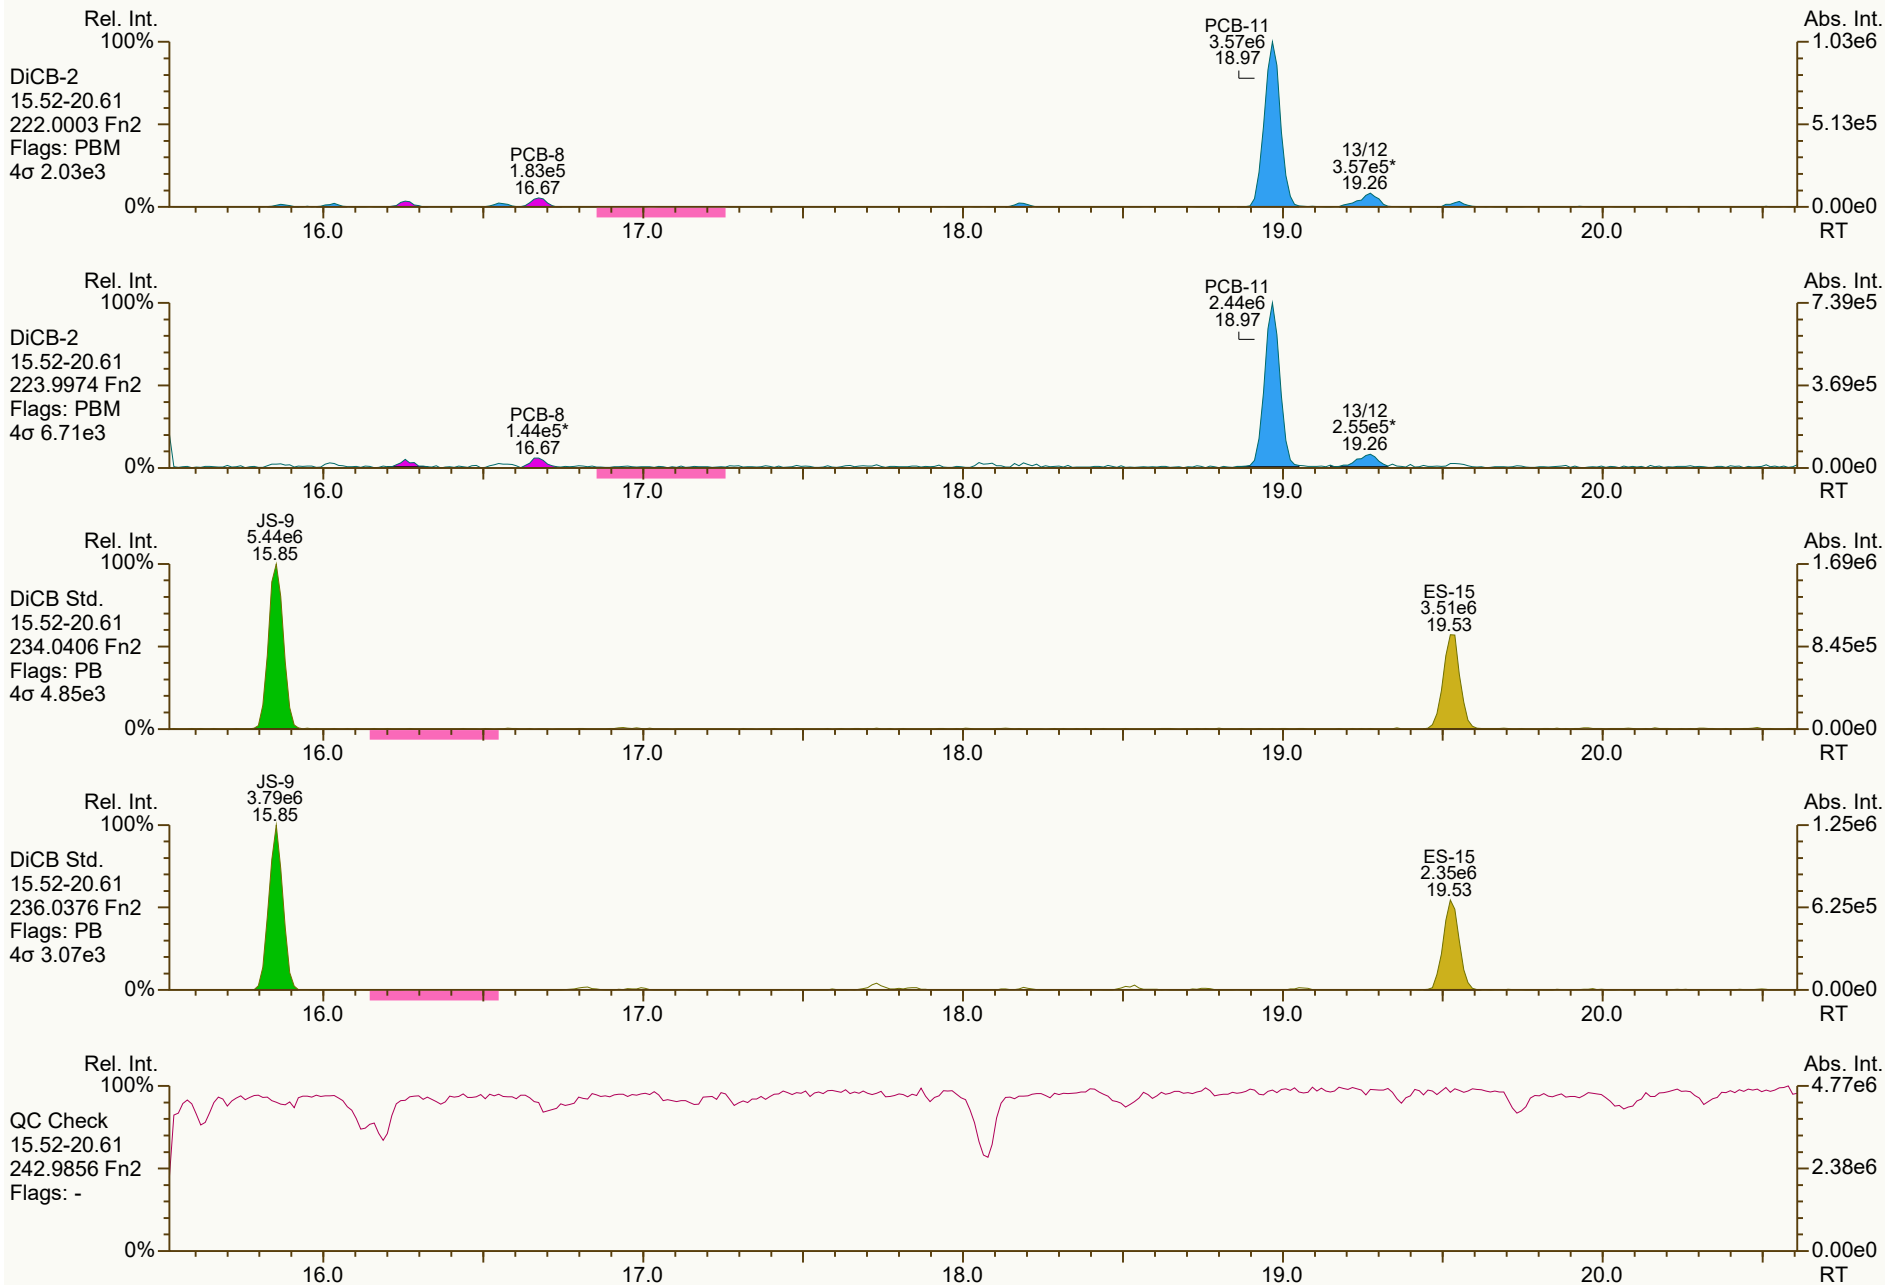 Rel. Int.
Abs. Int.
100%
1.03e6
DiCB-2
15.52-20.61
222.0003 Fn2
Flags: PBM
4σ 2.03e3
PCB-11
3.57e6
18.97
5.13e5
PCB-8
1.83e5
16.67
13/12
3.57e5*
19.26
0%
0.00e0
16.0 17.0 18.0 19.0 20.0 RT
Rel. Int.
Abs. Int.
100%
7.39e5
DiCB-2
15.52-20.61
223.9974 Fn2
Flags: PBM
4σ 6.71e3
PCB-11
2.44e6
18.97
3.69e5
PCB-8
1.44e5*
16.67
13/12
2.55e5*
19.26
0%
0.00e0
16.0 17.0 18.0 19.0 20.0 RT
Rel. Int.
Abs. Int.
100%
1.69e6
DiCB Std.
15.52-20.61
234.0406 Fn2
Flags: PB
4σ 4.85e3
JS-9
5.44e6
15.85
ES-15
3.51e6
19.53
8.45e5
0%
0.00e0
16.0 17.0 18.0 19.0 20.0 RT
Rel. Int.
Abs. Int.
100%
1.25e6
DiCB Std.
15.52-20.61
236.0376 Fn2
Flags: PB
4σ 3.07e3
JS-9
3.79e6
15.85
ES-15
2.35e6
19.53
6.25e5
0%
0.00e0
16.0 17.0 18.0 19.0 20.0 RT
Rel. Int.
Abs. Int.
100%
4.77e6
QC Check
15.52-20.61
242.9856 Fn2
Flags: -
2.38e6
0%
0.00e0
16.0 17.0 18.0 19.0 20.0 RT